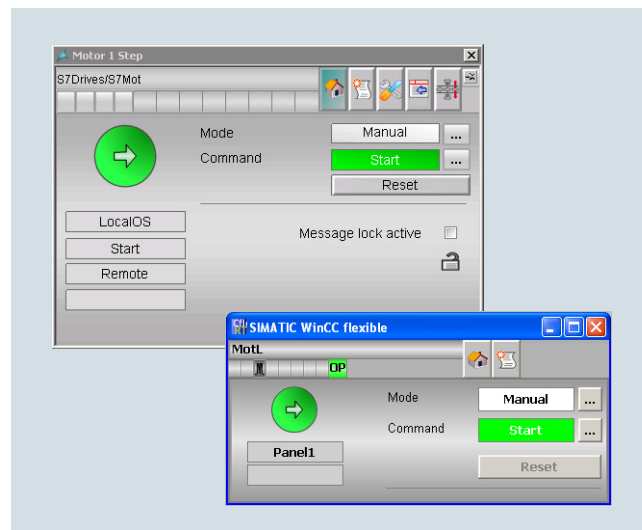 Motor 1 Step
S7Drives/S7Mot
Mode Manual ...
Command Start ...
Reset
LocalOS
Start
Remote
Message lock active
SIMATIC WinCC flexible
MotL
OP
Mode Manual ...
Command Start ...
Panel1
Reset